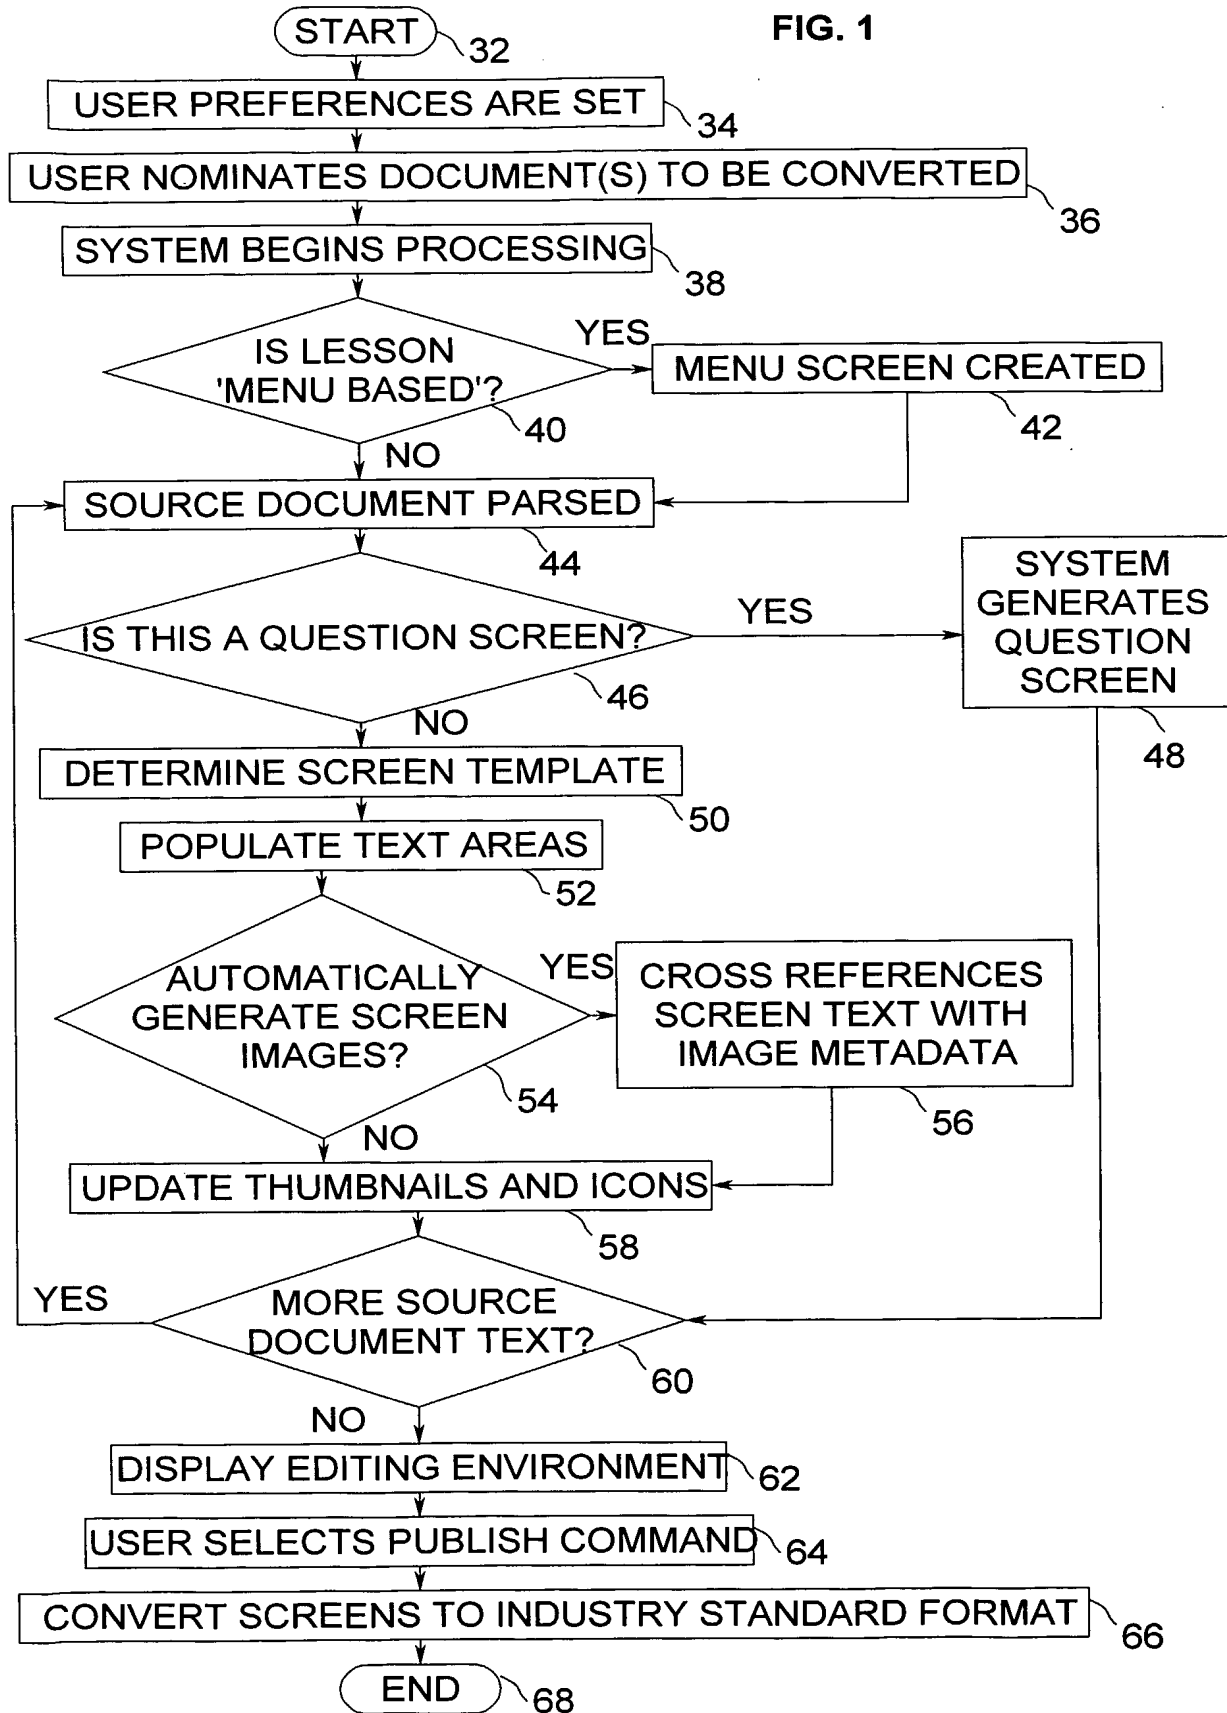 FIG. 1
START
32
USER PREFERENCES ARE SET
34
USER NOMINATES DOCUMENT(S) TO BE CONVERTED
36
SYSTEM BEGINS PROCESSING
38
IS LESSON
'MENU BASED'?
40
YES
MENU SCREEN CREATED
42
NO
SOURCE DOCUMENT PARSED
44
IS THIS A QUESTION SCREEN?
46
YES
SYSTEM
GENERATES
QUESTION
SCREEN
48
NO
DETERMINE SCREEN TEMPLATE
50
POPULATE TEXT AREAS
52
AUTOMATICALLY
GENERATE SCREEN
IMAGES?
54
YES
CROSS REFERENCES
SCREEN TEXT WITH
IMAGE METADATA
56
NO
UPDATE THUMBNAILS AND ICONS
58
MORE SOURCE
DOCUMENT TEXT?
60
YES
NO
DISPLAY EDITING ENVIRONMENT
62
USER SELECTS PUBLISH COMMAND
64
CONVERT SCREENS TO INDUSTRY STANDARD FORMAT
66
END
68